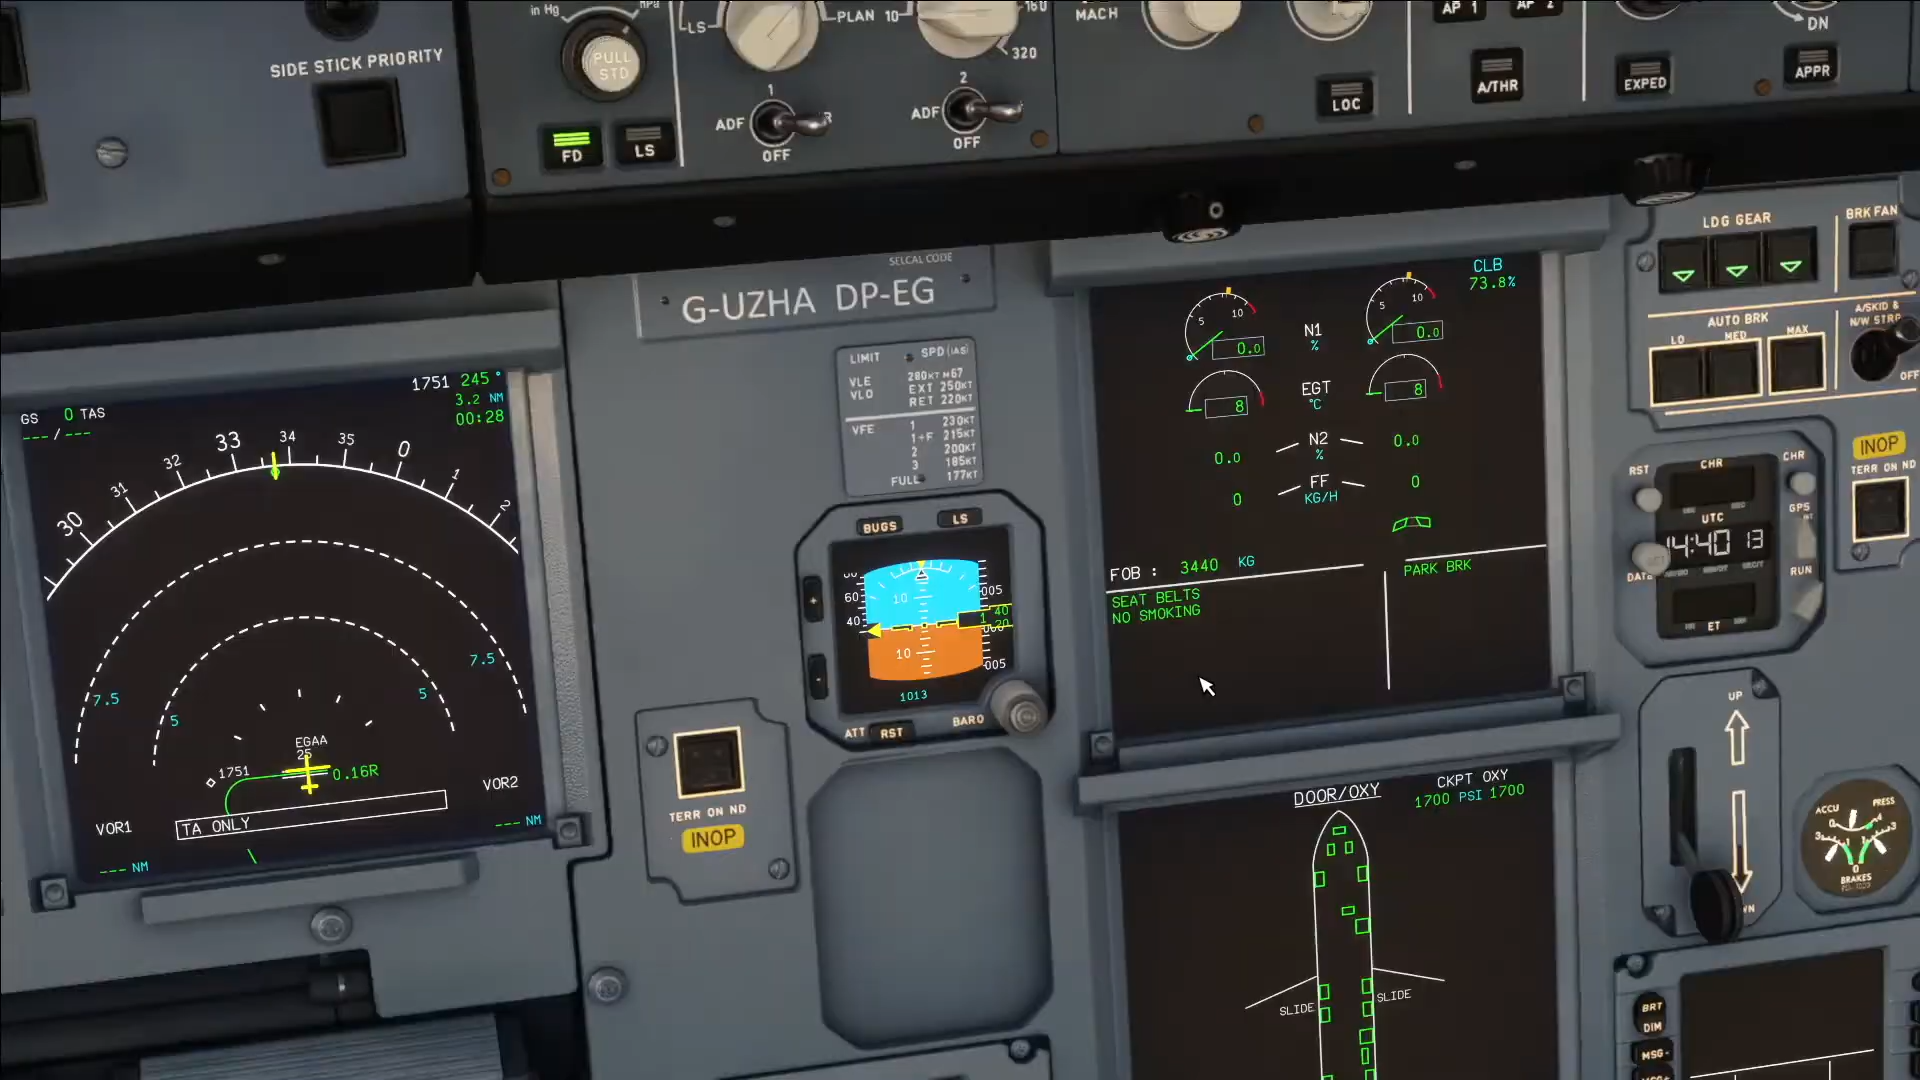 in Hg
hPa
SIDE STICK PRIORITY
PULL
STD
FD
LS
LS
PLAN
10
160
320
1
2
ADF
OFF
ADF
OFF
MACH
LOC
AP 1
AP 2
A/THR
EXPED
DN
APPR
SELCAL CODE
G-UZHA DP-EG
LIMIT SPD (IAS)
VLE 280KT M67
VLO EXT 250KT
RET 220KT
VFE 1 230KT
1+F 215KT
2 200KT
3 185KT
FULL 177KT
GS 0 TAS
---/---
1751 245°
3.2 NM
00:28
30 31 32 33 34 35 0 1 2
7.5
7.5
5
5
EGAA
25
1751
0.16R
VOR1
VOR2
TA ONLY
--- NM
--- NM
BUGS
LS
60
40
10
10
005
40
20
005
1013
BARO
ATT RST
TERR ON ND
INOP
CLB
73.8%
5 10
5 10
0.0 N1 0.0
%
8 EGT 8
°C
0.0 N2 0.0
%
0 FF 0
KG/H
FOB : 3440 KG
SEAT BELTS
NO SMOKING
PARK BRK
DOOR/OXY
CKPT OXY
1700 PSI 1700
SLIDE
SLIDE
LDG GEAR
BRK FAN
AUTO BRK
LO MED MAX
A/SKID &
N/W STRG
OFF
INOP
TERR ON ND
RST
CHR
CHR
GPS
UTC
14:40 13
DATE
RUN
ET
UP
ACCU PRESS
BRAKES
BRT
DIM
MSG-